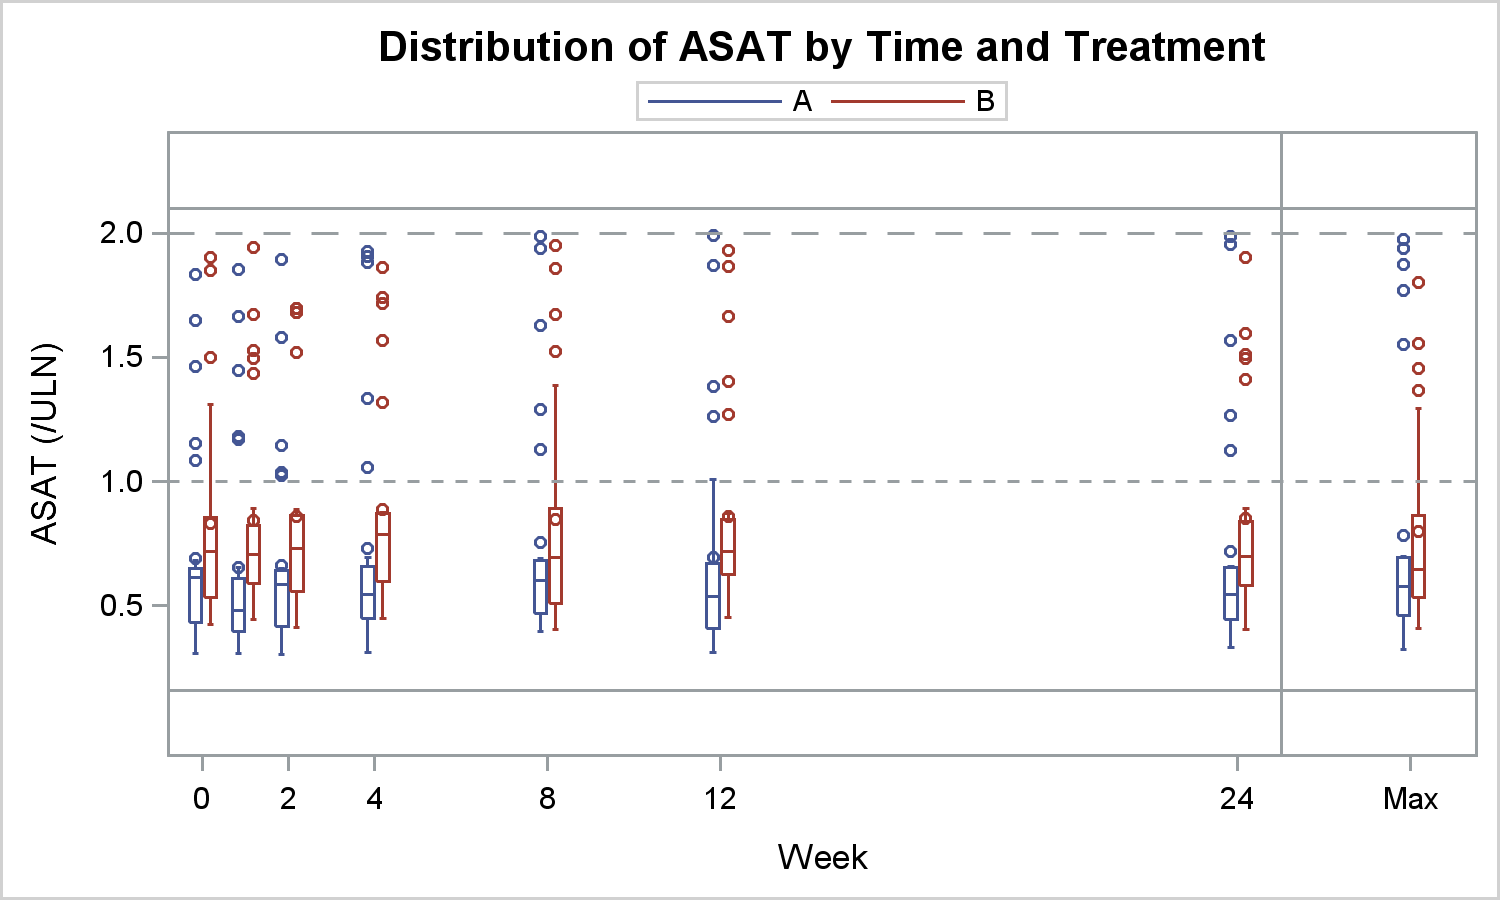 Distribution of ASAT by Time and Treatment
A B
2.0
1.5
1.0
0.5
ASAT (/ULN)
0 2 4 8 12 24 Max
Week